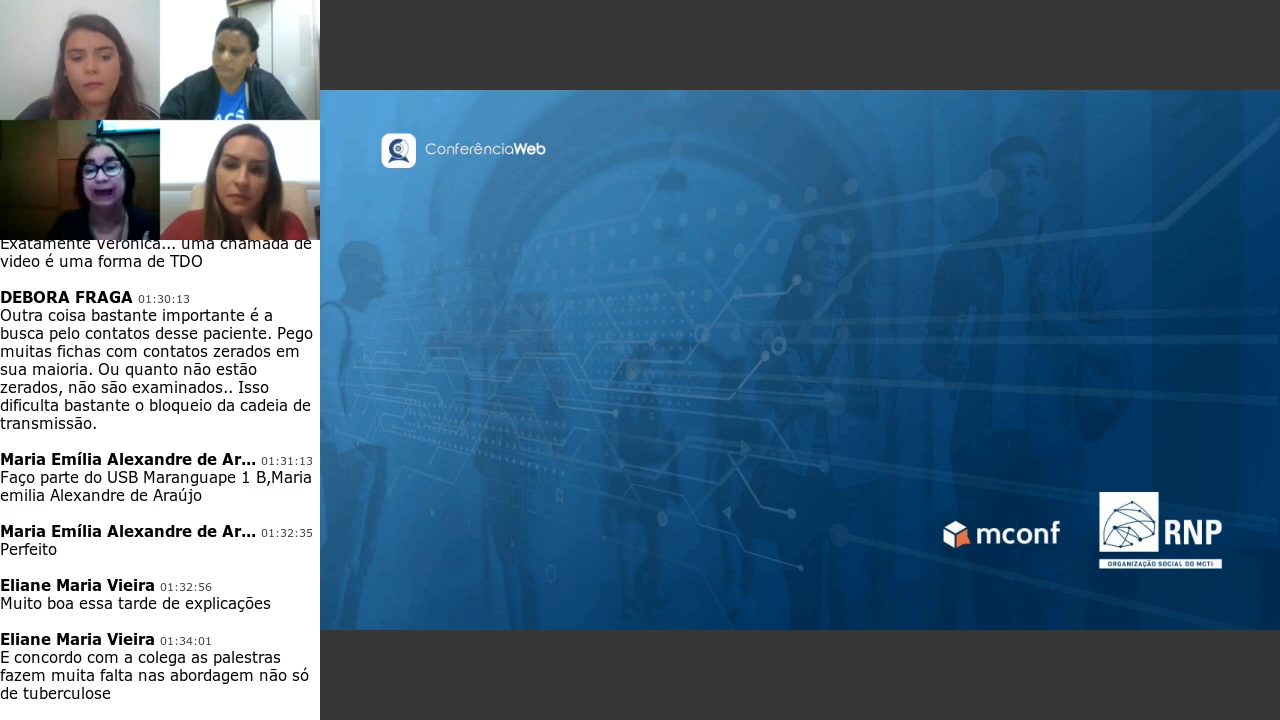 ACS
Exatamente Verônica... uma chamada de
video é uma forma de TDO
DEBORA FRAGA 01:30:13
Outra coisa bastante importante é a
busca pelo contatos desse paciente. Pego
muitas fichas com contatos zerados em
sua maioria. Ou quanto não estão
zerados, não são examinados.. Isso
dificulta bastante o bloqueio da cadeia de
transmissão.
Maria Emília Alexandre de Ar... 01:31:13
Faço parte do USB Maranguape 1 B,Maria
emilia Alexandre de Araújo
Maria Emília Alexandre de Ar... 01:32:35
Perfeito
Eliane Maria Vieira 01:32:56
Muito boa essa tarde de explicações
Eliane Maria Vieira 01:34:01
E concordo com a colega as palestras
fazem muita falta nas abordagem não só
de tuberculose
ConferênciaWeb
mconf
RNP
ORGANIZAÇÃO SOCIAL DO MCTI